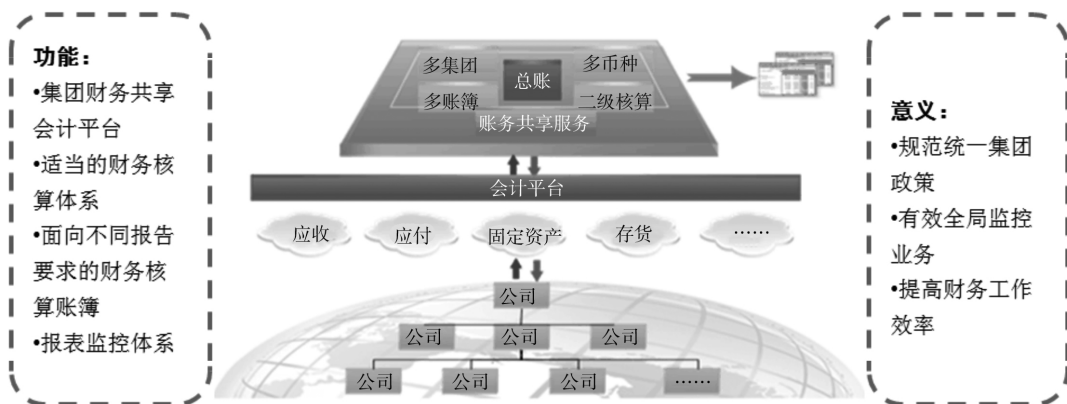 功能：
•集团财务共享
会计平台
•适当的财务核
算体系
•面向不同报告
要求的财务核
算账簿
•报表监控体系
多集团
总账
多币种
多账簿
二级核算
账务共享服务
会计平台
应收
应付
固定资产
存货
……
公司
公司
公司
公司
公司
公司
公司
……
意义：
•规范统一集团
政策
•有效全局监控
业务
•提高财务工作
效率